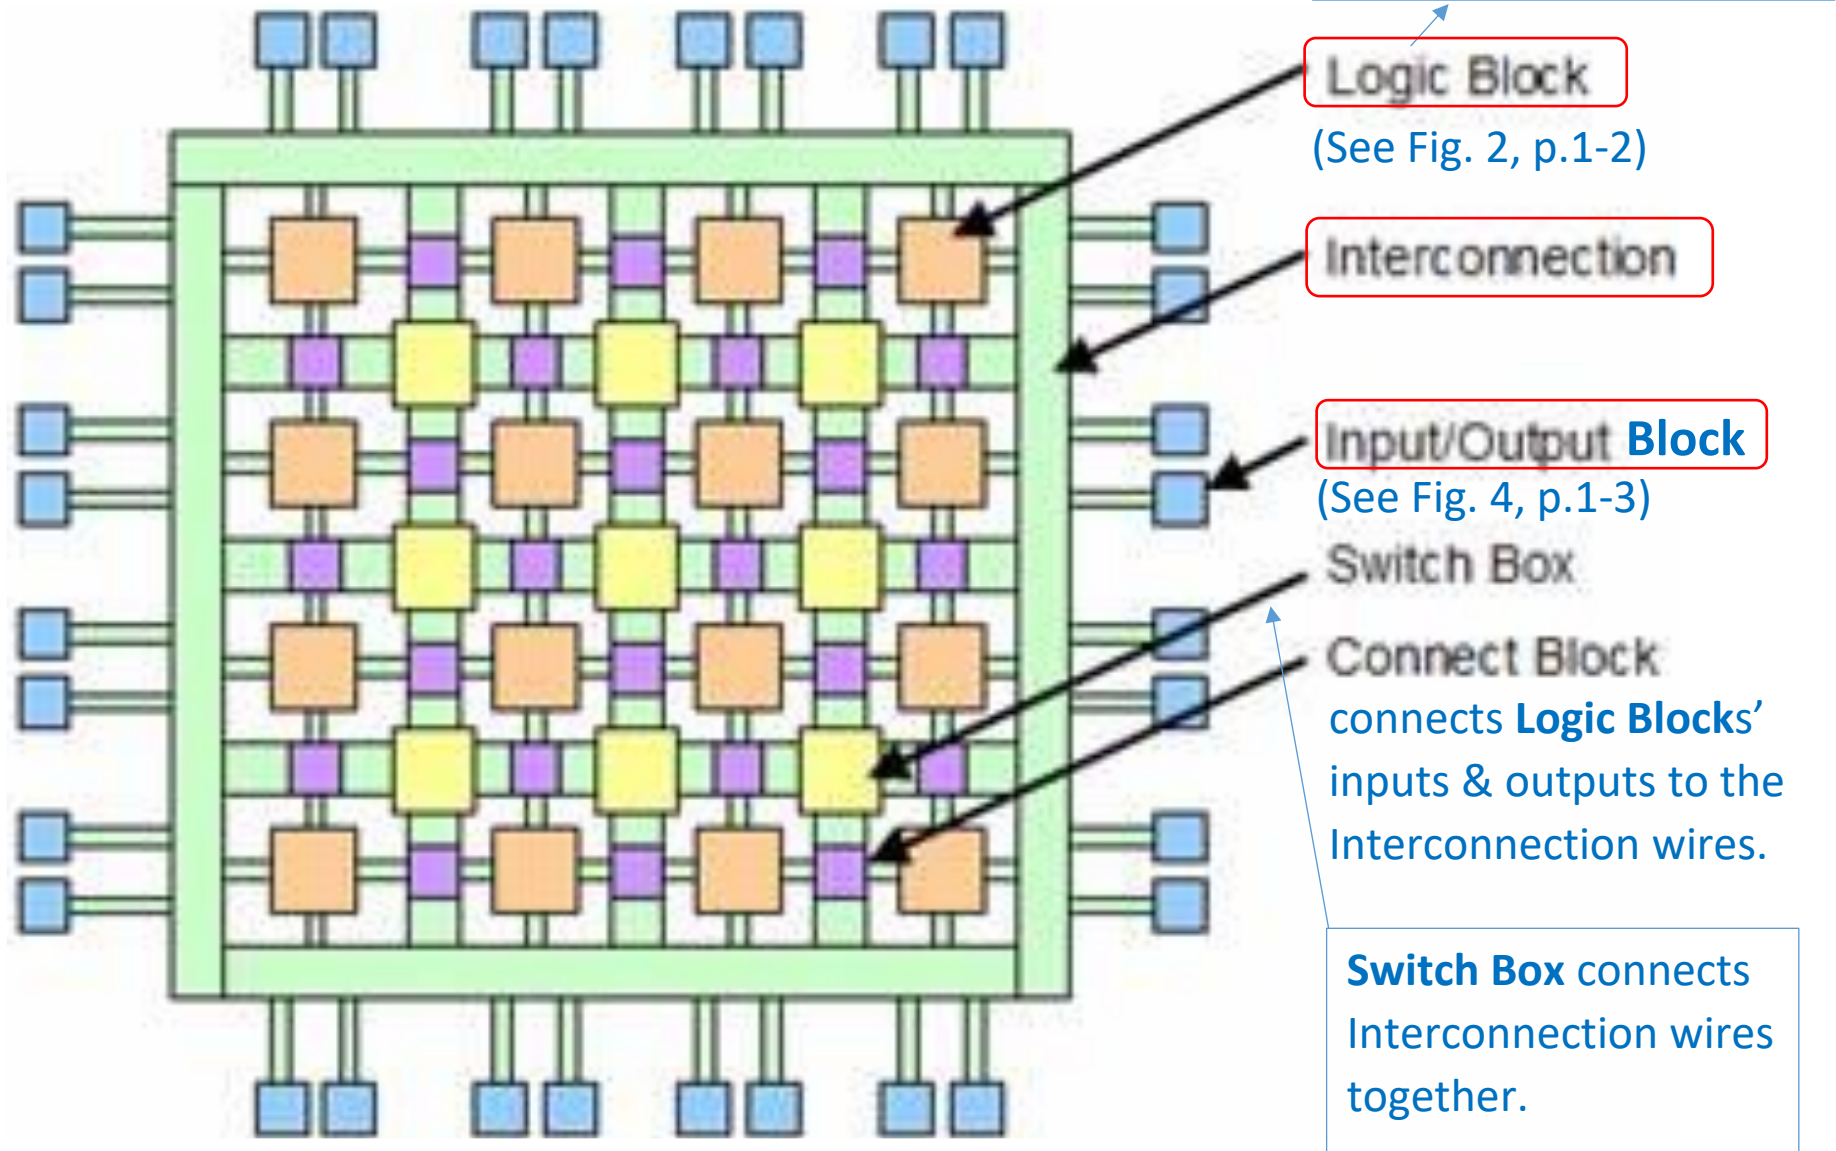 Logic Block
(See Fig. 2, p.1-2)
Interconnection
Input/Output Block
(See Fig. 4, p.1-3)
Switch Box
Connect Block
connects Logic Blocks’
inputs & outputs to the
Interconnection wires.
Switch Box connects
Interconnection wires
together.